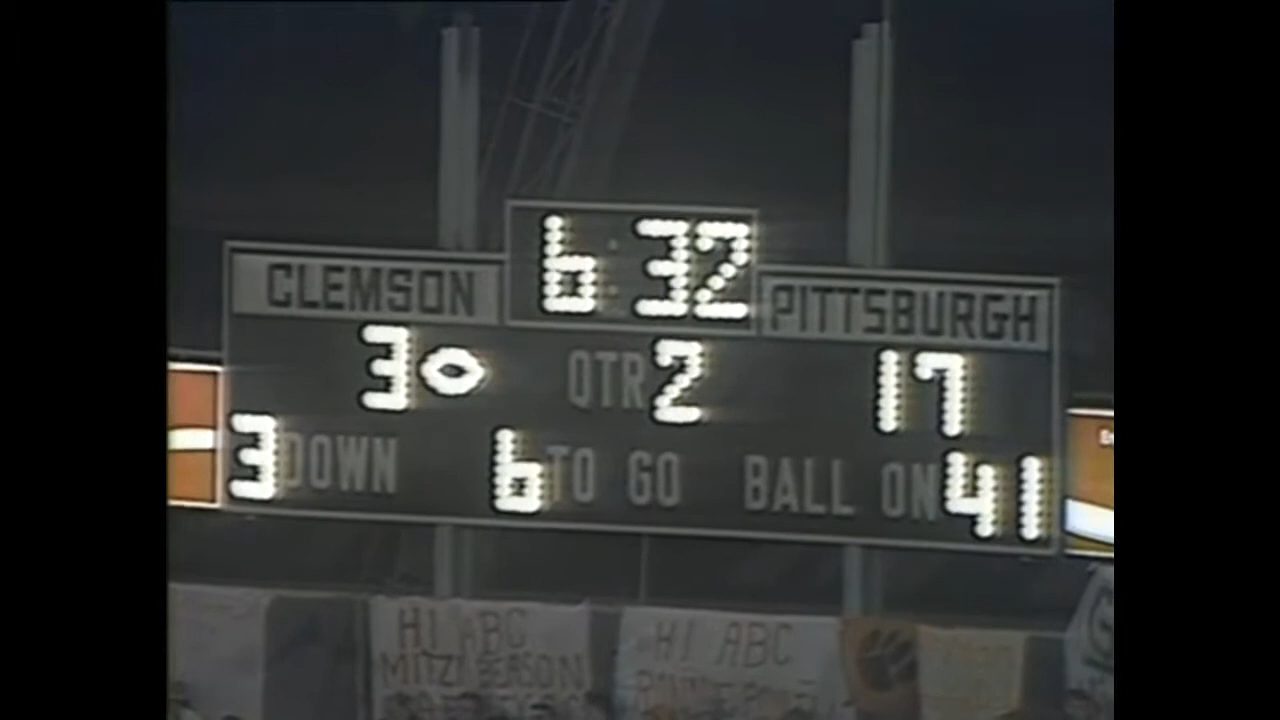 6 32
CLEMSON PITTSBURGH
30 QTR 2 17
3 DOWN 6 TO GO BALL ON 41
HI ABC
MITZI
HI ABC